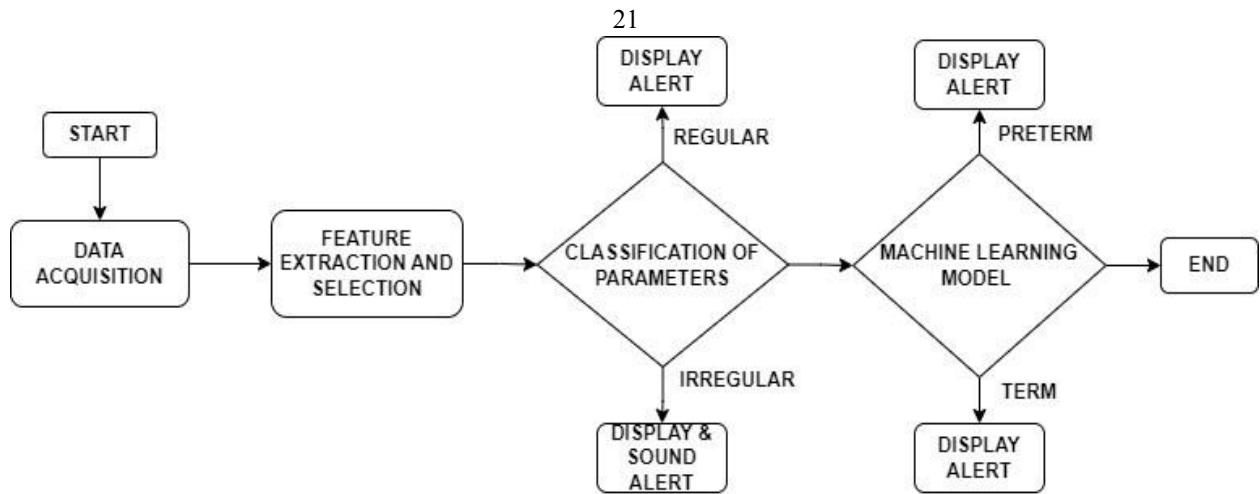 21
START
DATA
ACQUISITION
FEATURE
EXTRACTION AND
SELECTION
DISPLAY
ALERT
REGULAR
CLASSIFICATION OF
PARAMETERS
IRREGULAR
DISPLAY &
SOUND
ALERT
DISPLAY
ALERT
PRETERM
MACHINE LEARNING
MODEL
TERM
DISPLAY
ALERT
END